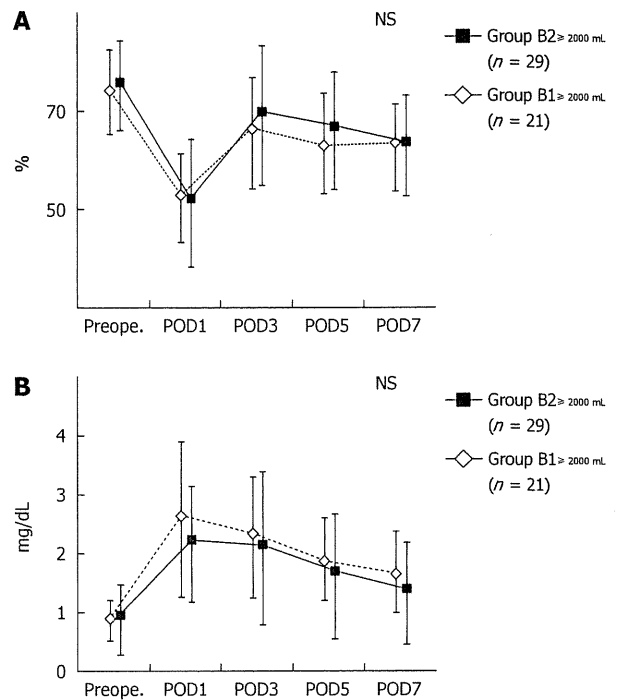 A
NS
Group B2≥ 2000 mL
(n = 29)
Group B1≥ 2000 mL
(n = 21)
%
70
50
Preope. POD1 POD3 POD5 POD7
B
NS
Group B2≥ 2000 mL
(n = 29)
Group B1≥ 2000 mL
(n = 21)
mg/dL
4
3
2
1
0
Preope. POD1 POD3 POD5 POD7